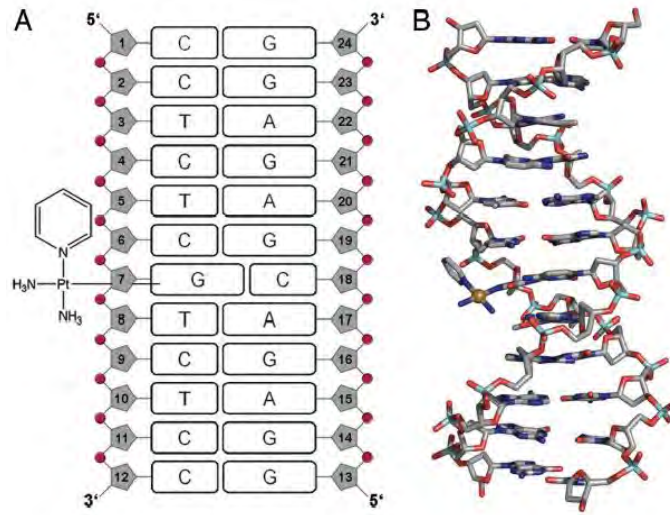 A
B
5‘ 3‘
1 C G 24
2 C G 23
3 T A 22
4 C G 21
5 T A 20
6 C G 19
N
H₃N Pt 7 G C 18
NH₃
8 T A 17
9 C G 16
10 T A 15
11 C G 14
12 C G 13
3‘ 5‘